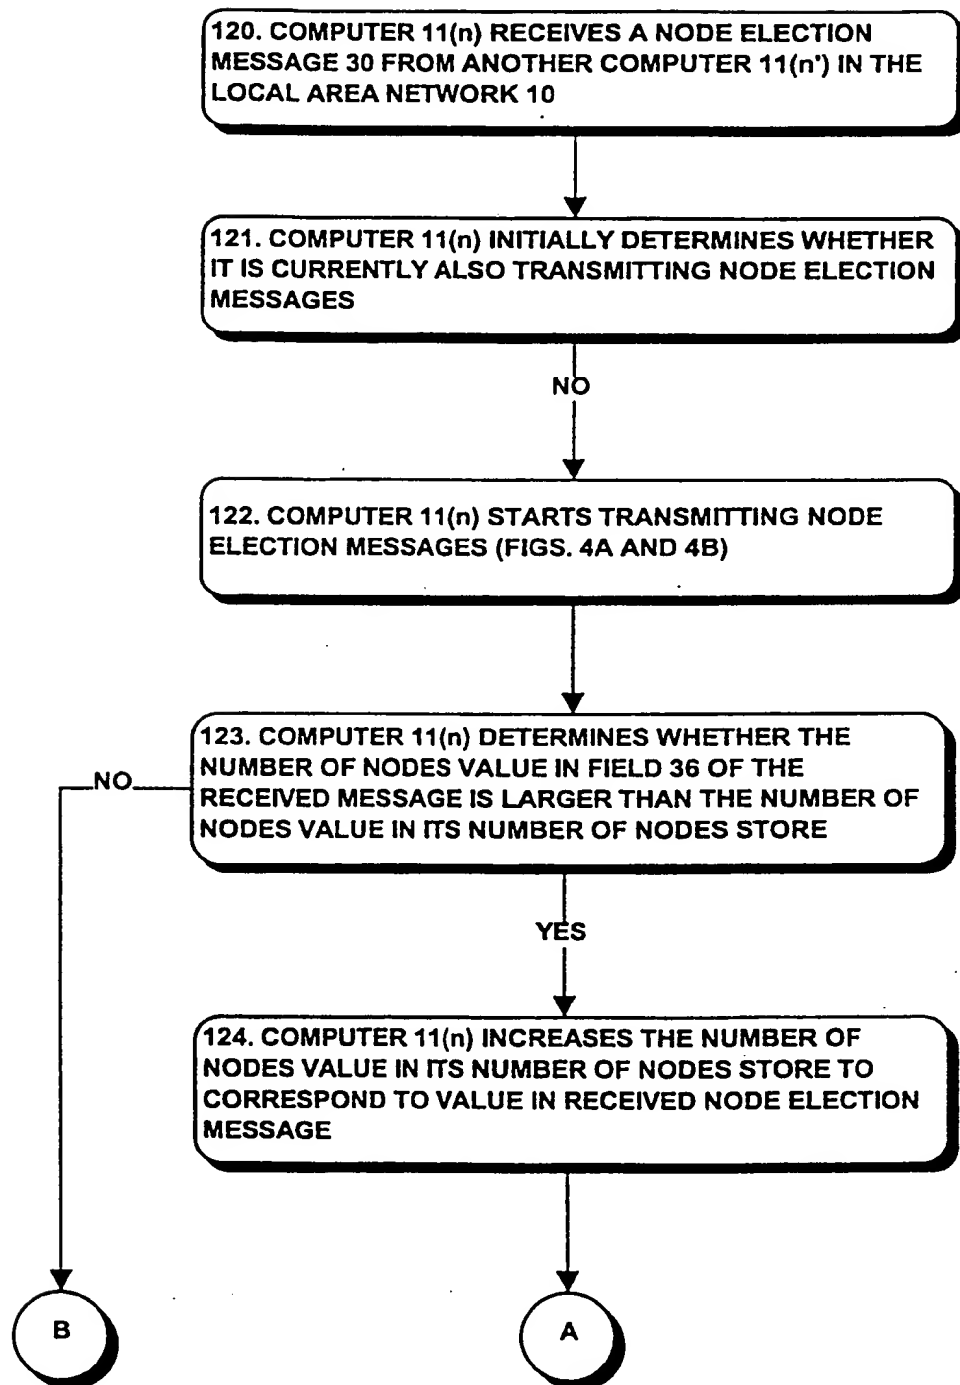 120. COMPUTER 11(n) RECEIVES A NODE ELECTION
MESSAGE 30 FROM ANOTHER COMPUTER 11(n') IN THE
LOCAL AREA NETWORK 10
121. COMPUTER 11(n) INITIALLY DETERMINES WHETHER
IT IS CURRENTLY ALSO TRANSMITTING NODE ELECTION
MESSAGES
NO
122. COMPUTER 11(n) STARTS TRANSMITTING NODE
ELECTION MESSAGES (FIGS. 4A AND 4B)
123. COMPUTER 11(n) DETERMINES WHETHER THE
NUMBER OF NODES VALUE IN FIELD 36 OF THE
RECEIVED MESSAGE IS LARGER THAN THE NUMBER OF
NODES VALUE IN ITS NUMBER OF NODES STORE
NO
YES
124. COMPUTER 11(n) INCREASES THE NUMBER OF
NODES VALUE IN ITS NUMBER OF NODES STORE TO
CORRESPOND TO VALUE IN RECEIVED NODE ELECTION
MESSAGE
B
A